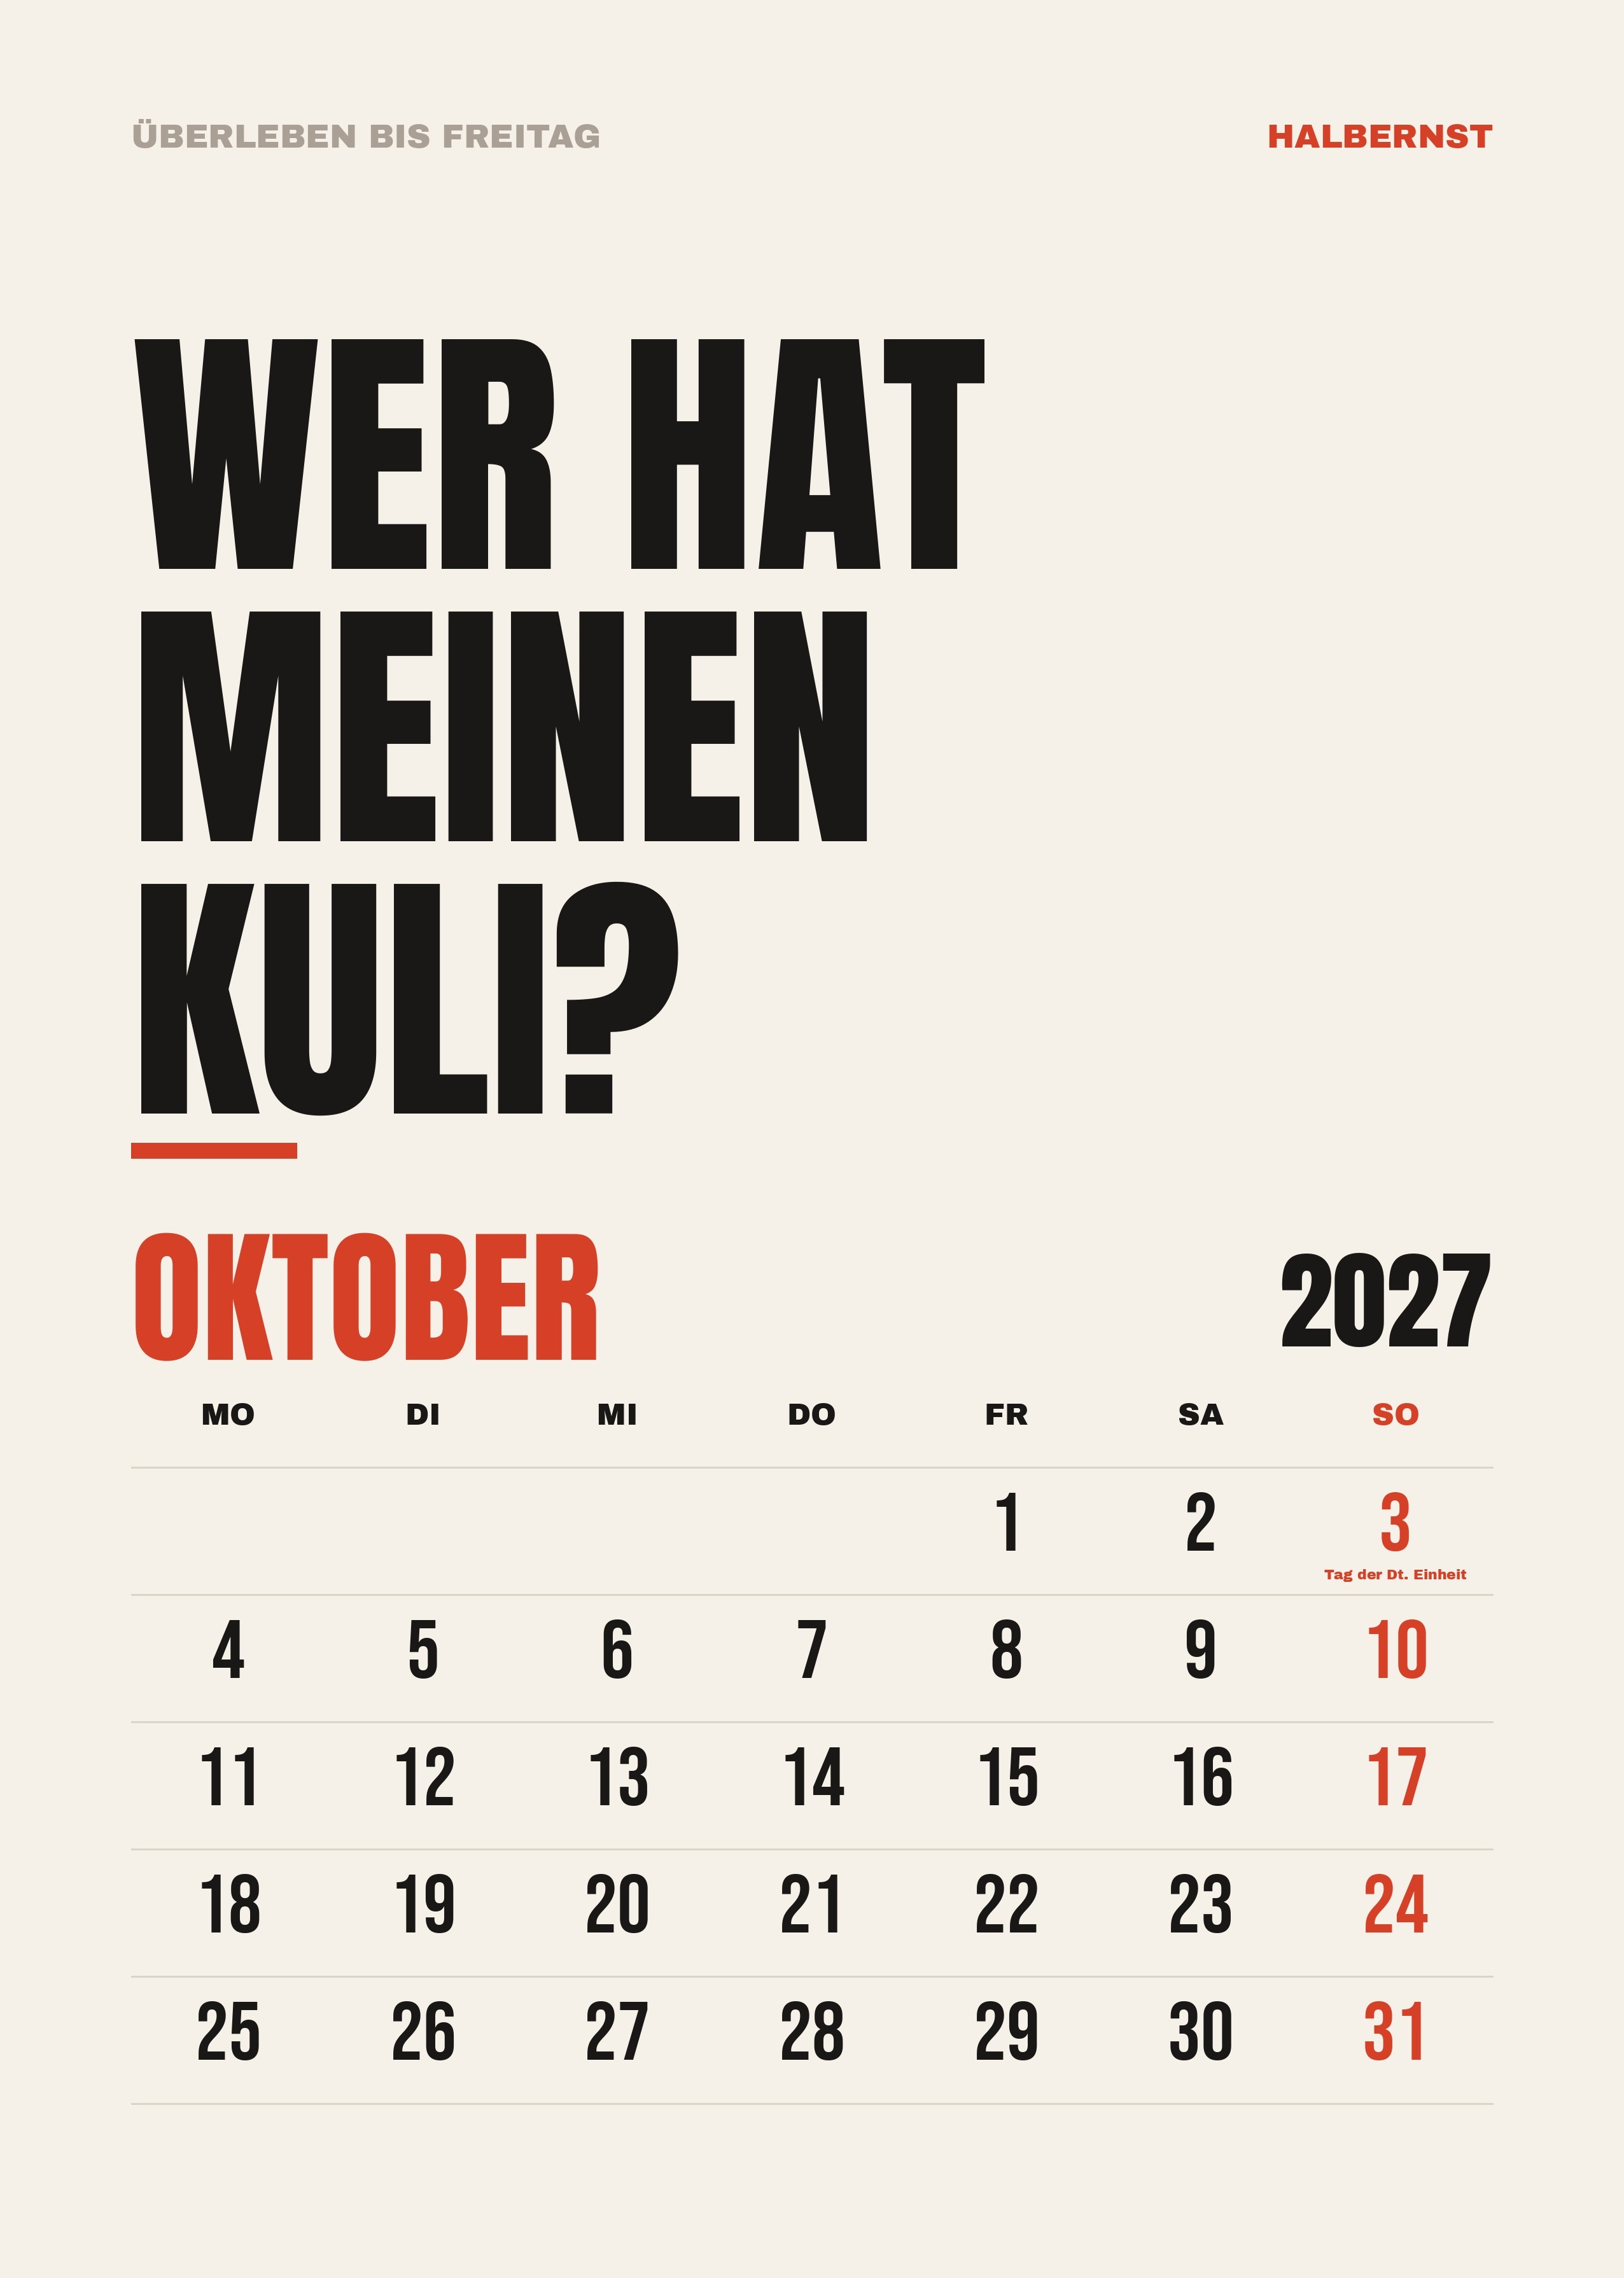 ÜBERLEBEN BIS FREITAG HALBERNST
WER HAT
MEINEN
KULI?
OKTOBER 2027
MO DI MI DO FR SA SO
1 2 3
Tag der Dt. Einheit
4 5 6 7 8 9 10
11 12 13 14 15 16 17
18 19 20 21 22 23 24
25 26 27 28 29 30 31